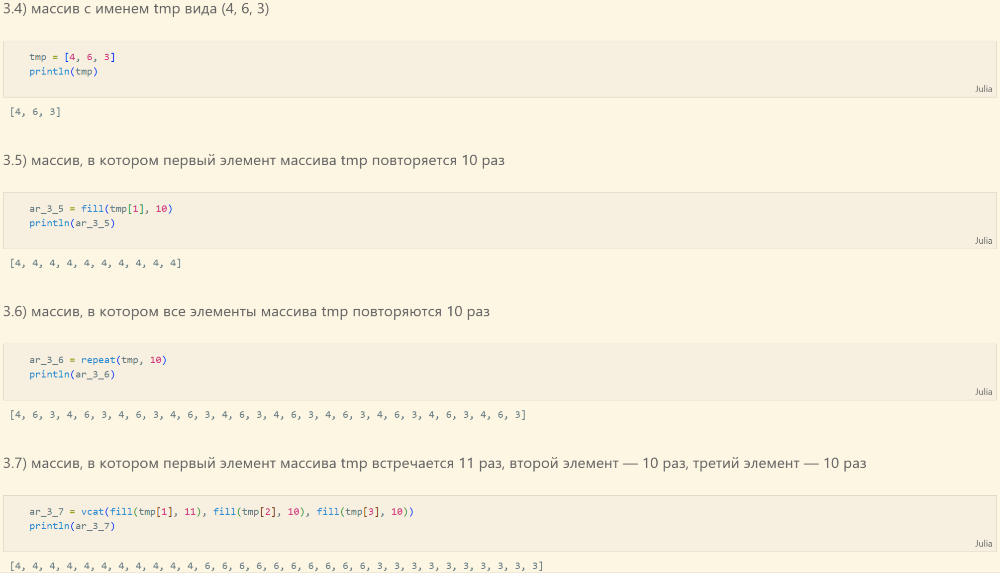 3.4) массив с именем tmp вида (4, 6, 3)
tmp = [4, 6, 3]
println(tmp)
Julia
[4, 6, 3]
3.5) массив, в котором первый элемент массива tmp повторяется 10 раз
ar_3_5 = fill(tmp[1], 10)
println(ar_3_5)
Julia
[4, 4, 4, 4, 4, 4, 4, 4, 4, 4]
3.6) массив, в котором все элементы массива tmp повторяются 10 раз
ar_3_6 = repeat(tmp, 10)
println(ar_3_6)
Julia
[4, 6, 3, 4, 6, 3, 4, 6, 3, 4, 6, 3, 4, 6, 3, 4, 6, 3, 4, 6, 3, 4, 6, 3, 4, 6, 3, 4, 6, 3]
3.7) массив, в котором первый элемент массива tmp встречается 11 раз, второй элемент — 10 раз, третий элемент — 10 раз
ar_3_7 = vcat(fill(tmp[1], 11), fill(tmp[2], 10), fill(tmp[3], 10))
println(ar_3_7)
Julia
[4, 4, 4, 4, 4, 4, 4, 4, 4, 4, 4, 6, 6, 6, 6, 6, 6, 6, 6, 6, 6, 3, 3, 3, 3, 3, 3, 3, 3, 3, 3]